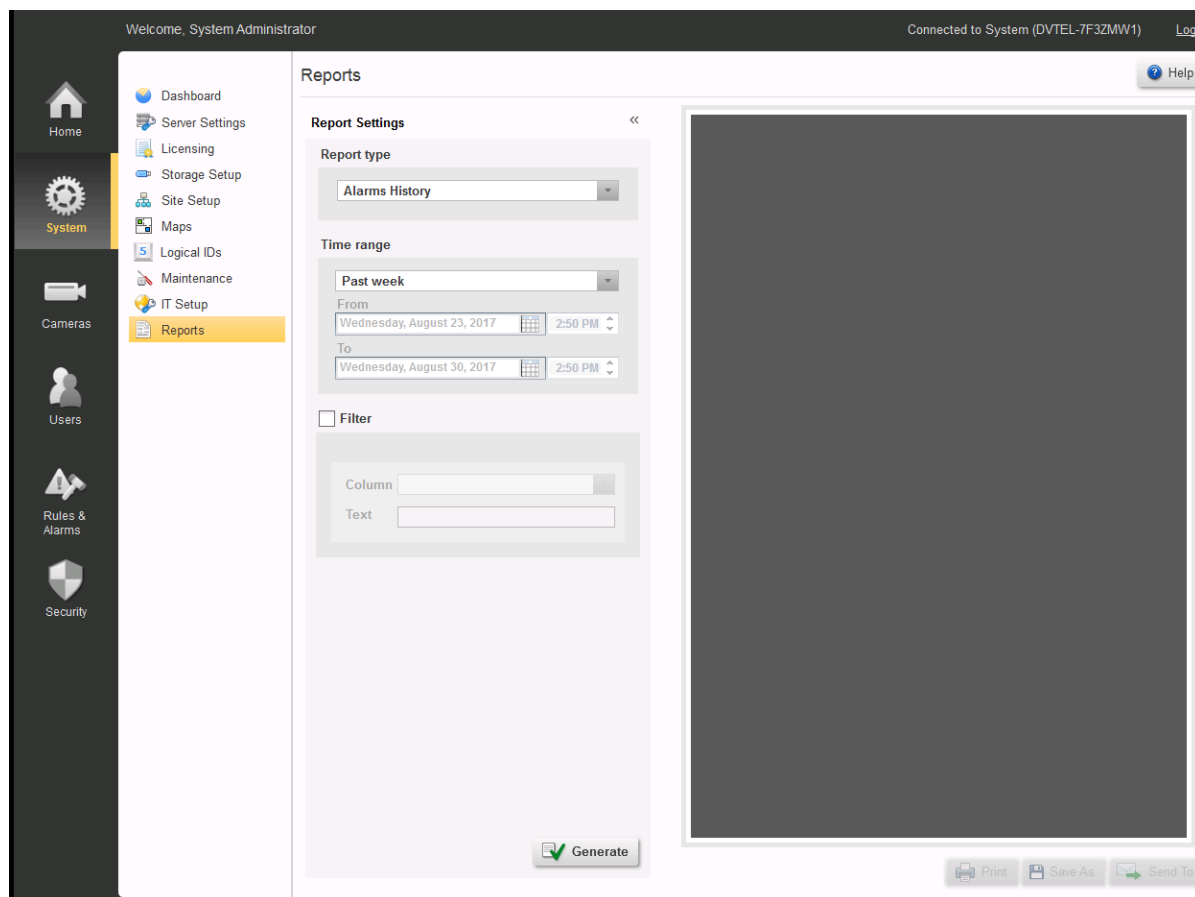 Welcome, System Administrator
Connected to System (DVTEL-7F3ZMW1)
Log
Home
System
Cameras
Users
Rules &
Alarms
Security
Dashboard
Server Settings
Licensing
Storage Setup
Site Setup
Maps
5 Logical IDs
Maintenance
IT Setup
Reports
Reports
? Help
Report Settings «
Report type
Alarms History
Time range
Past week
From
Wednesday, August 23, 2017 2:50 PM
To
Wednesday, August 30, 2017 2:50 PM
Filter
Column
Text
Generate
Print
Save As
Send To